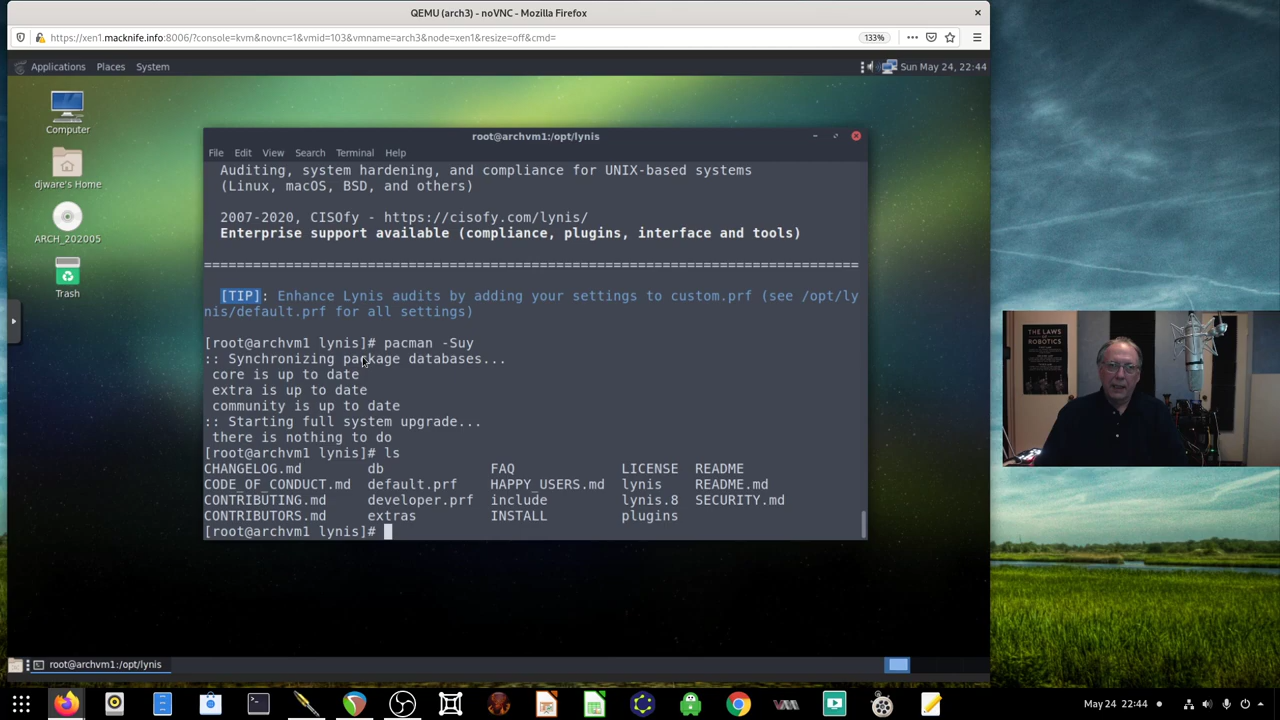 QEMU (arch3) - noVNC - Mozilla Firefox
https://xen1.macknife.info:8006/?console=kvm&novnc=1&vmid=103&vmname=arch3&node=xen1&resize=off&cmd=
133%
Applications Places System
Sun May 24, 22:44
Computer
djware's Home
ARCH_202005
Trash
root@archvm1:/opt/lynis
File Edit View Search Terminal Help
Auditing, system hardening, and compliance for UNIX-based systems
(Linux, macOS, BSD, and others)
2007-2020, CISOfy - https://cisofy.com/lynis/
Enterprise support available (compliance, plugins, interface and tools)
================================================================================
[TIP]: Enhance Lynis audits by adding your settings to custom.prf (see /opt/ly
nis/default.prf for all settings)
[root@archvm1 lynis]# pacman -Suy
:: Synchronizing package databases...
core is up to date
extra is up to date
community is up to date
:: Starting full system upgrade...
there is nothing to do
[root@archvm1 lynis]# ls
CHANGELOG.md db FAQ LICENSE README
CODE_OF_CONDUCT.md default.prf HAPPY_USERS.md lynis README.md
CONTRIBUTING.md developer.prf include lynis.8 SECURITY.md
CONTRIBUTORS.md extras INSTALL plugins
[root@archvm1 lynis]#
THE LAWS
OF
ROBOTICS
root@archvm1:/opt/lynis
May 24 22:44